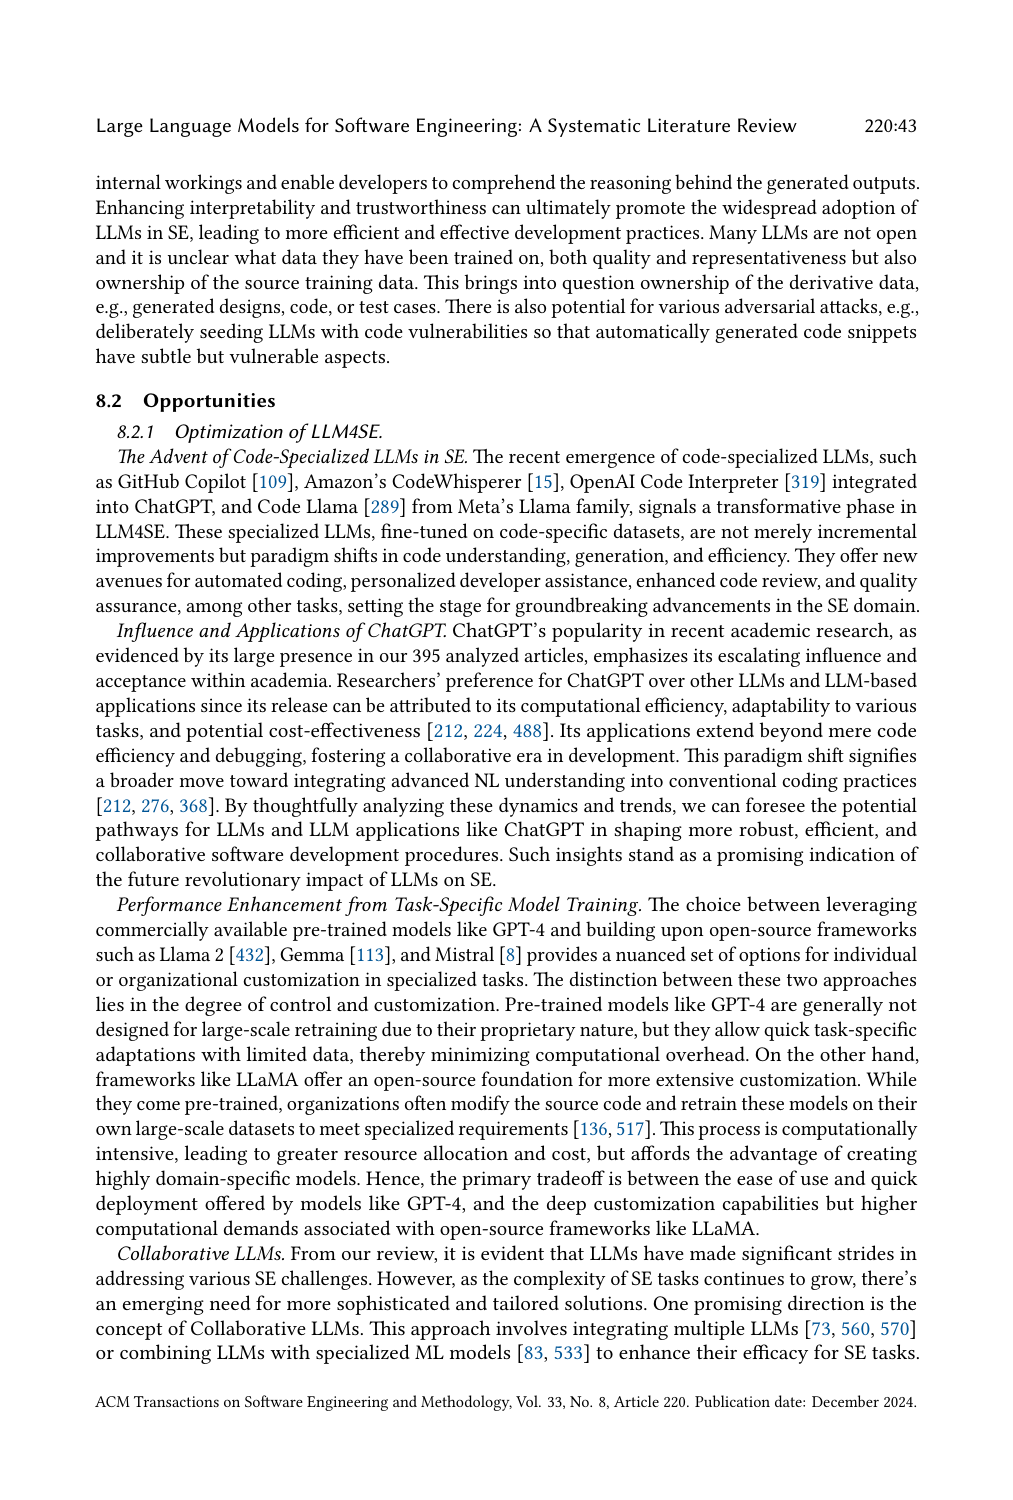 Large Language Models for Software Engineering: A Systematic Literature Review 220:43
internal workings and enable developers to comprehend the reasoning behind the generated outputs.
Enhancing interpretability and trustworthiness can ultimately promote the widespread adoption of
LLMs in SE, leading to more efficient and effective development practices. Many LLMs are not open
and it is unclear what data they have been trained on, both quality and representativeness but also
ownership of the source training data. This brings into question ownership of the derivative data,
e.g., generated designs, code, or test cases. There is also potential for various adversarial attacks, e.g.,
deliberately seeding LLMs with code vulnerabilities so that automatically generated code snippets
have subtle but vulnerable aspects.
8.2 Opportunities
8.2.1 Optimization of LLM4SE.
The Advent of Code-Specialized LLMs in SE. The recent emergence of code-specialized LLMs, such
as GitHub Copilot [109], Amazon's CodeWhisperer [15], OpenAI Code Interpreter [319] integrated
into ChatGPT, and Code Llama [289] from Meta's Llama family, signals a transformative phase in
LLM4SE. These specialized LLMs, fine-tuned on code-specific datasets, are not merely incremental
improvements but paradigm shifts in code understanding, generation, and efficiency. They offer new
avenues for automated coding, personalized developer assistance, enhanced code review, and quality
assurance, among other tasks, setting the stage for groundbreaking advancements in the SE domain.
Influence and Applications of ChatGPT. ChatGPT's popularity in recent academic research, as
evidenced by its large presence in our 395 analyzed articles, emphasizes its escalating influence and
acceptance within academia. Researchers' preference for ChatGPT over other LLMs and LLM-based
applications since its release can be attributed to its computational efficiency, adaptability to various
tasks, and potential cost-effectiveness [212, 224, 488]. Its applications extend beyond mere code
efficiency and debugging, fostering a collaborative era in development. This paradigm shift signifies
a broader move toward integrating advanced NL understanding into conventional coding practices
[212, 276, 368]. By thoughtfully analyzing these dynamics and trends, we can foresee the potential
pathways for LLMs and LLM applications like ChatGPT in shaping more robust, efficient, and
collaborative software development procedures. Such insights stand as a promising indication of
the future revolutionary impact of LLMs on SE.
Performance Enhancement from Task-Specific Model Training. The choice between leveraging
commercially available pre-trained models like GPT-4 and building upon open-source frameworks
such as Llama 2 [432], Gemma [113], and Mistral [8] provides a nuanced set of options for individual
or organizational customization in specialized tasks. The distinction between these two approaches
lies in the degree of control and customization. Pre-trained models like GPT-4 are generally not
designed for large-scale retraining due to their proprietary nature, but they allow quick task-specific
adaptations with limited data, thereby minimizing computational overhead. On the other hand,
frameworks like LLaMA offer an open-source foundation for more extensive customization. While
they come pre-trained, organizations often modify the source code and retrain these models on their
own large-scale datasets to meet specialized requirements [136, 517]. This process is computationally
intensive, leading to greater resource allocation and cost, but affords the advantage of creating
highly domain-specific models. Hence, the primary tradeoff is between the ease of use and quick
deployment offered by models like GPT-4, and the deep customization capabilities but higher
computational demands associated with open-source frameworks like LLaMA.
Collaborative LLMs. From our review, it is evident that LLMs have made significant strides in
addressing various SE challenges. However, as the complexity of SE tasks continues to grow, there's
an emerging need for more sophisticated and tailored solutions. One promising direction is the
concept of Collaborative LLMs. This approach involves integrating multiple LLMs [73, 560, 570]
or combining LLMs with specialized ML models [83, 533] to enhance their efficacy for SE tasks.
ACM Transactions on Software Engineering and Methodology, Vol. 33, No. 8, Article 220. Publication date: December 2024.